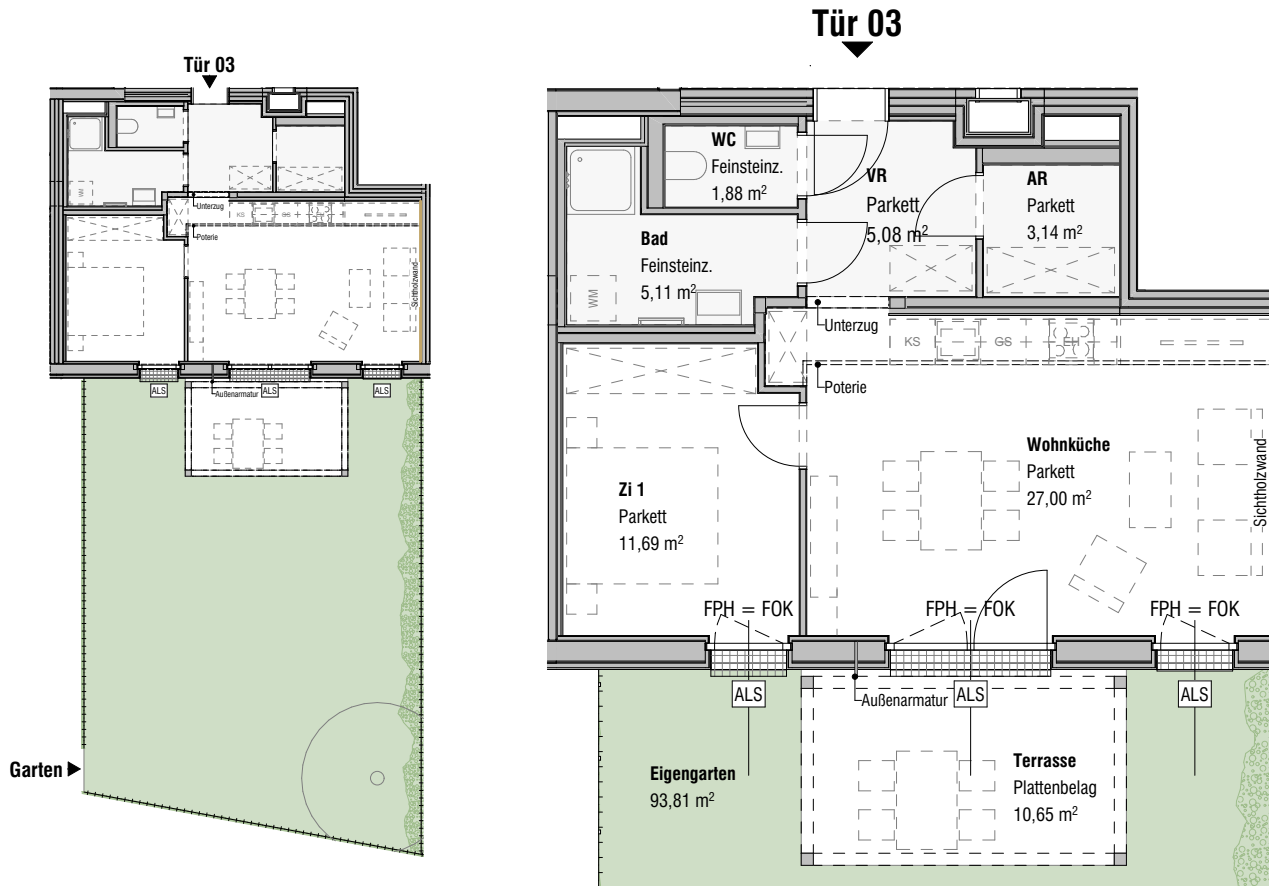 Tür 03
WM
Unterzug
KS
GS
EH
Poterie
Sichtholzwand
ALS
Außenarmatur
ALS
ALS
Garten
Tür 03
WC
Feinsteinz.
1,88 m²
VR
Parkett
5,08 m²
AR
Parkett
3,14 m²
Bad
Feinsteinz.
5,11 m²
WM
Unterzug
KS
GS
EH
Poterie
Zi 1
Parkett
11,69 m²
Wohnküche
Parkett
27,00 m²
Sichtholzwand
FPH = FOK
FPH = FOK
FPH = FOK
ALS
ALS
ALS
Außenarmatur
Eigengarten
93,81 m²
Terrasse
Plattenbelag
10,65 m²